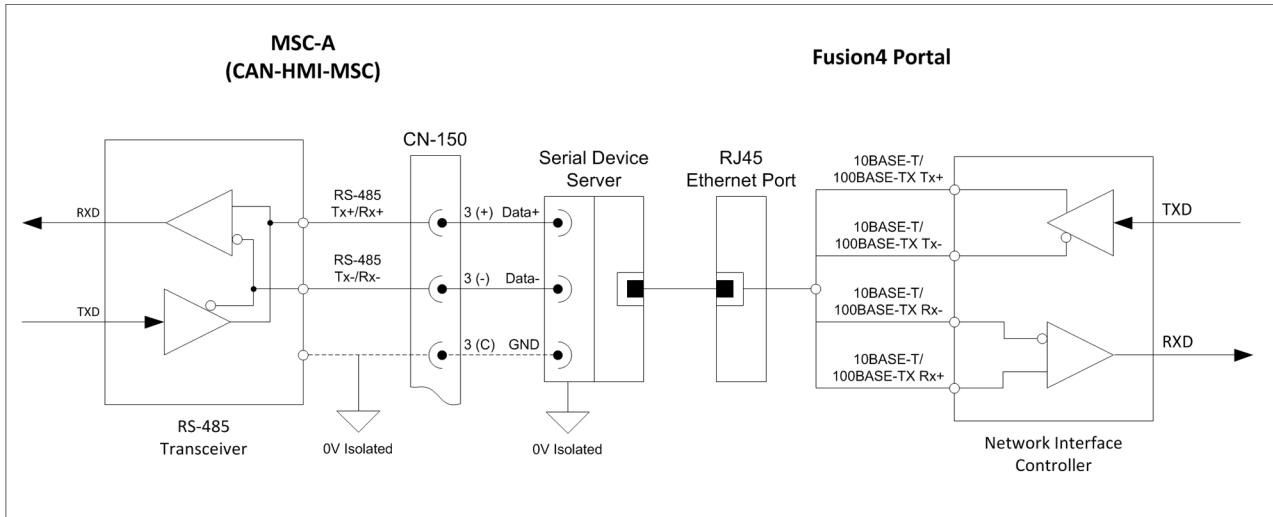 MSC-A
(CAN-HMI-MSC)
Fusion4 Portal
CN-150
Serial Device
Server
RJ45
Ethernet Port
RXD
TXD
RS-485
Tx+/Rx+
RS-485
Tx-/Rx-
3 (+) Data+
3 (-) Data-
3 (C) GND
10BASE-T/
100BASE-TX Tx+
10BASE-T/
100BASE-TX Tx-
10BASE-T/
100BASE-TX Rx-
10BASE-T/
100BASE-TX Rx+
TXD
RXD
RS-485
Transceiver
0V Isolated
0V Isolated
Network Interface
Controller